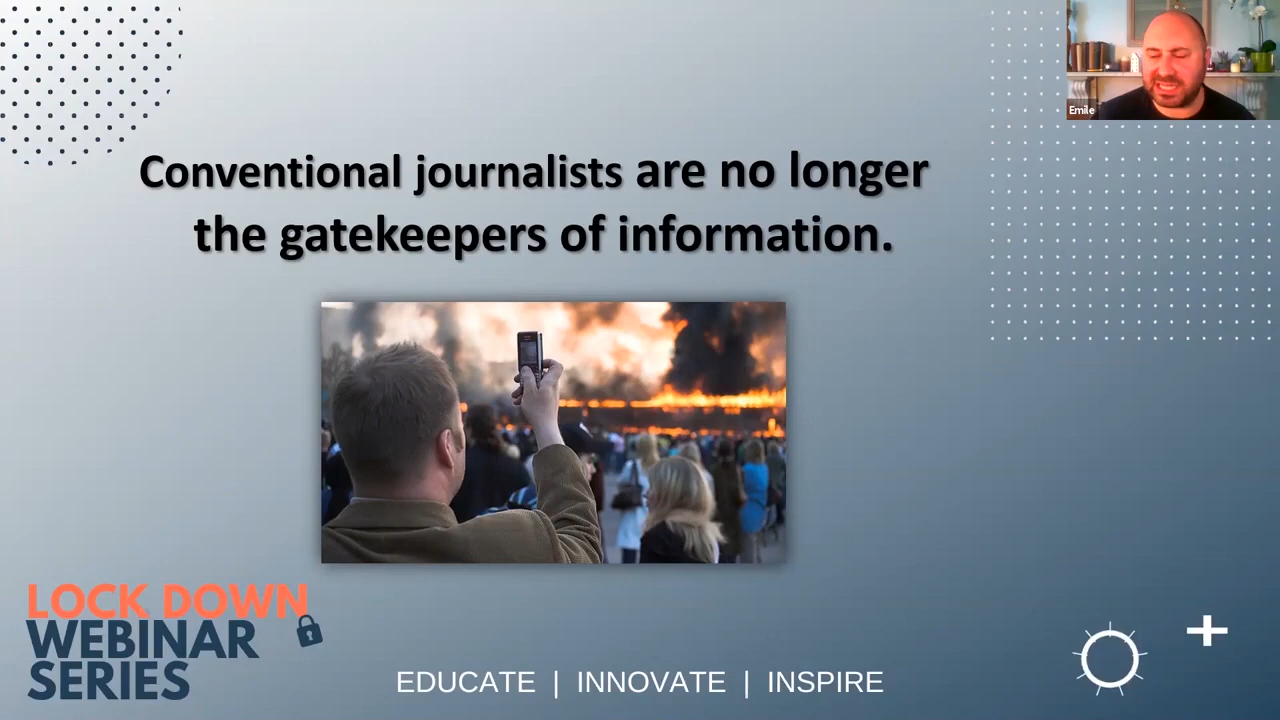 Emile
Conventional journalists are no longer
the gatekeepers of information.
LOCK DOWN
WEBINAR
SERIES
EDUCATE | INNOVATE | INSPIRE